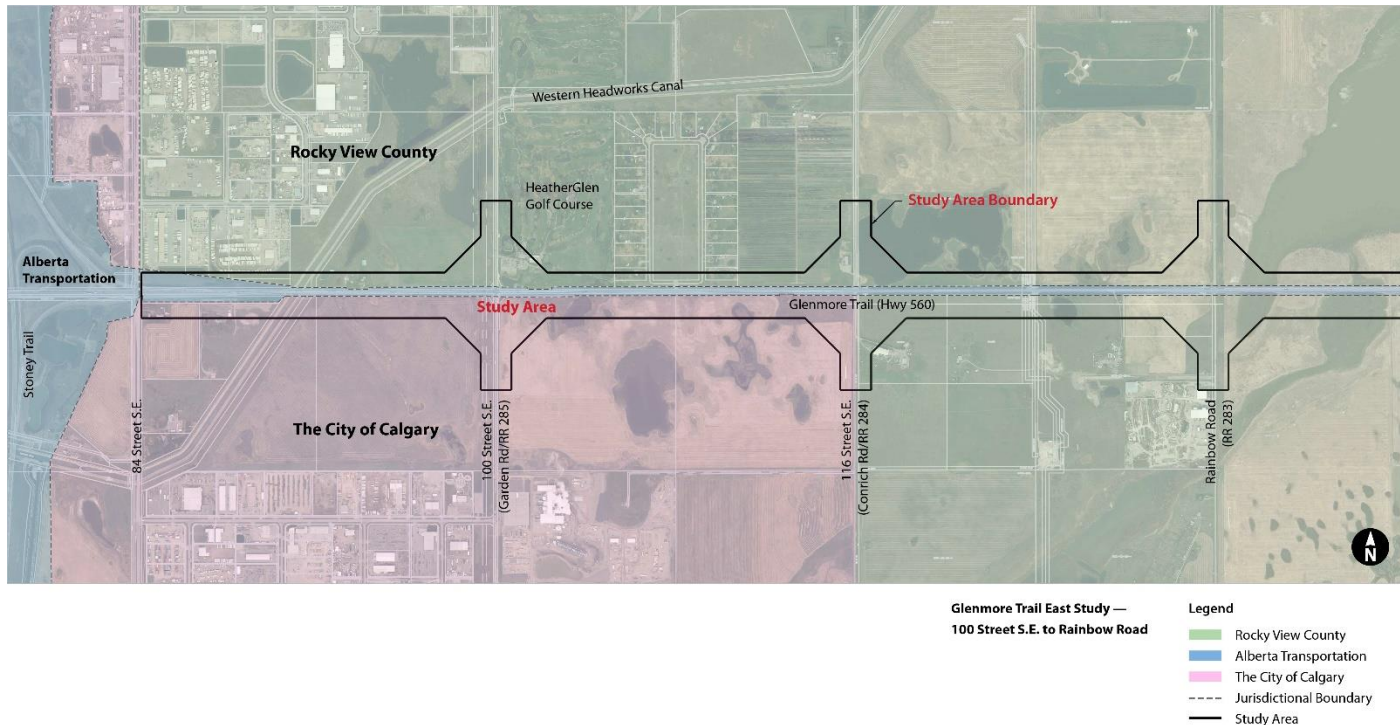 Western Headworks Canal
Rocky View County
HeatherGlen
Golf Course
Study Area Boundary
Alberta
Transportation
Study Area
Glenmore Trail (Hwy 560)
Stoney Trail
84 Street S.E.
The City of Calgary
100 Street S.E.
(Garden Rd/RR 285)
116 Street S.E.
(Conrich Rd/RR 284)
Rainbow Road
(RR 283)
N
Glenmore Trail East Study —
100 Street S.E. to Rainbow Road
Legend
Rocky View County
Alberta Transportation
The City of Calgary
Jurisdictional Boundary
Study Area